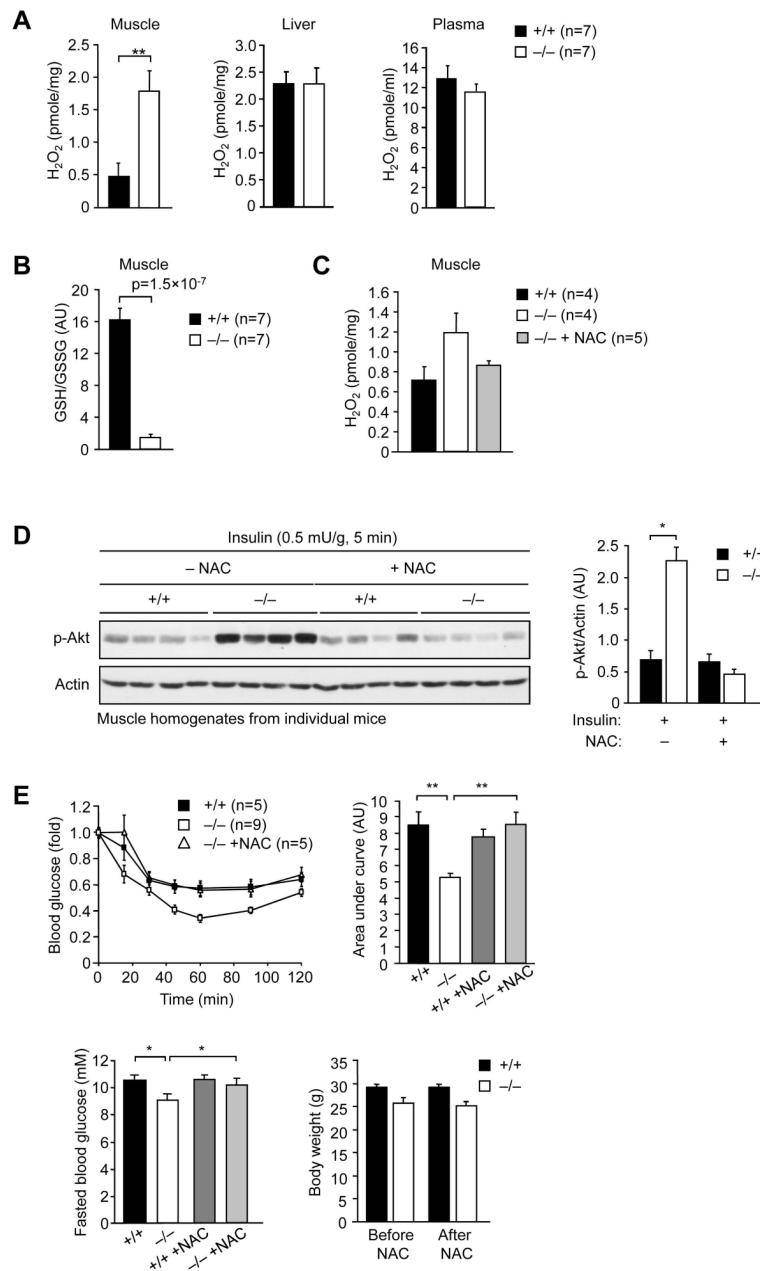 A
Muscle
Liver
Plasma
+/+ (n=7)
–/– (n=7)
**
H₂O₂ (pmole/mg)
2.5
2.0
1.5
1.0
0.5
0
H₂O₂ (pmole/mg)
3.5
3.0
2.5
2.0
1.5
1.0
0.5
0
H₂O₂ (pmole/ml)
16
14
12
10
8
6
4
2
0
B
Muscle
p=1.5×10⁻⁷
GSH/GSSG (AU)
20
16
12
8
4
0
+/+ (n=7)
–/– (n=7)
C
Muscle
H₂O₂ (pmole/mg)
1.6
1.4
1.2
1.0
0.8
0.6
0.4
0.2
0
+/+ (n=4)
–/– (n=4)
–/– + NAC (n=5)
D
Insulin (0.5 mU/g, 5 min)
– NAC + NAC
+/+ –/– +/+ –/–
p-Akt
Actin
Muscle homogenates from individual mice
*
p-Akt/Actin (AU)
2.5
2.0
1.5
1.0
0.5
0
+/+
–/–
Insulin: + +
NAC: – +
E
Blood glucose (fold)
1.2
1.0
0.8
0.6
0.4
0.2
0
0 20 40 60 80 100 120
Time (min)
+/+ (n=5)
–/– (n=9)
–/– +NAC (n=5)
** **
Area under curve (AU)
10
9
8
7
6
5
4
3
2
1
0
+/+
–/–
+/+ +NAC
–/– +NAC
* *
Fasted blood glucose (mM)
12
10
8
6
4
2
0
+/+
–/–
+/+ +NAC
–/– +NAC
Body weight (g)
35
30
25
20
15
10
5
0
+/+
–/–
Before NAC
After NAC